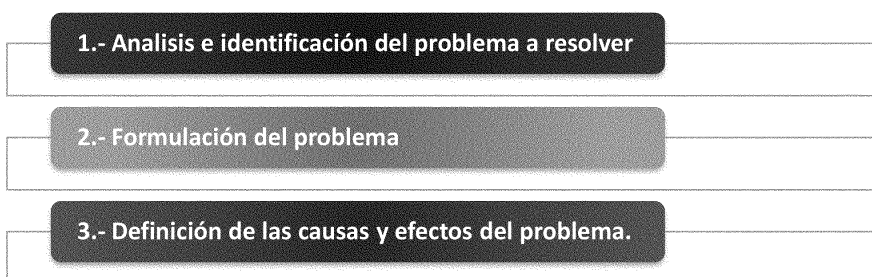 1.- Analisis e identificación del problema a resolver
2.- Formulación del problema
3.- Definición de las causas y efectos del problema.